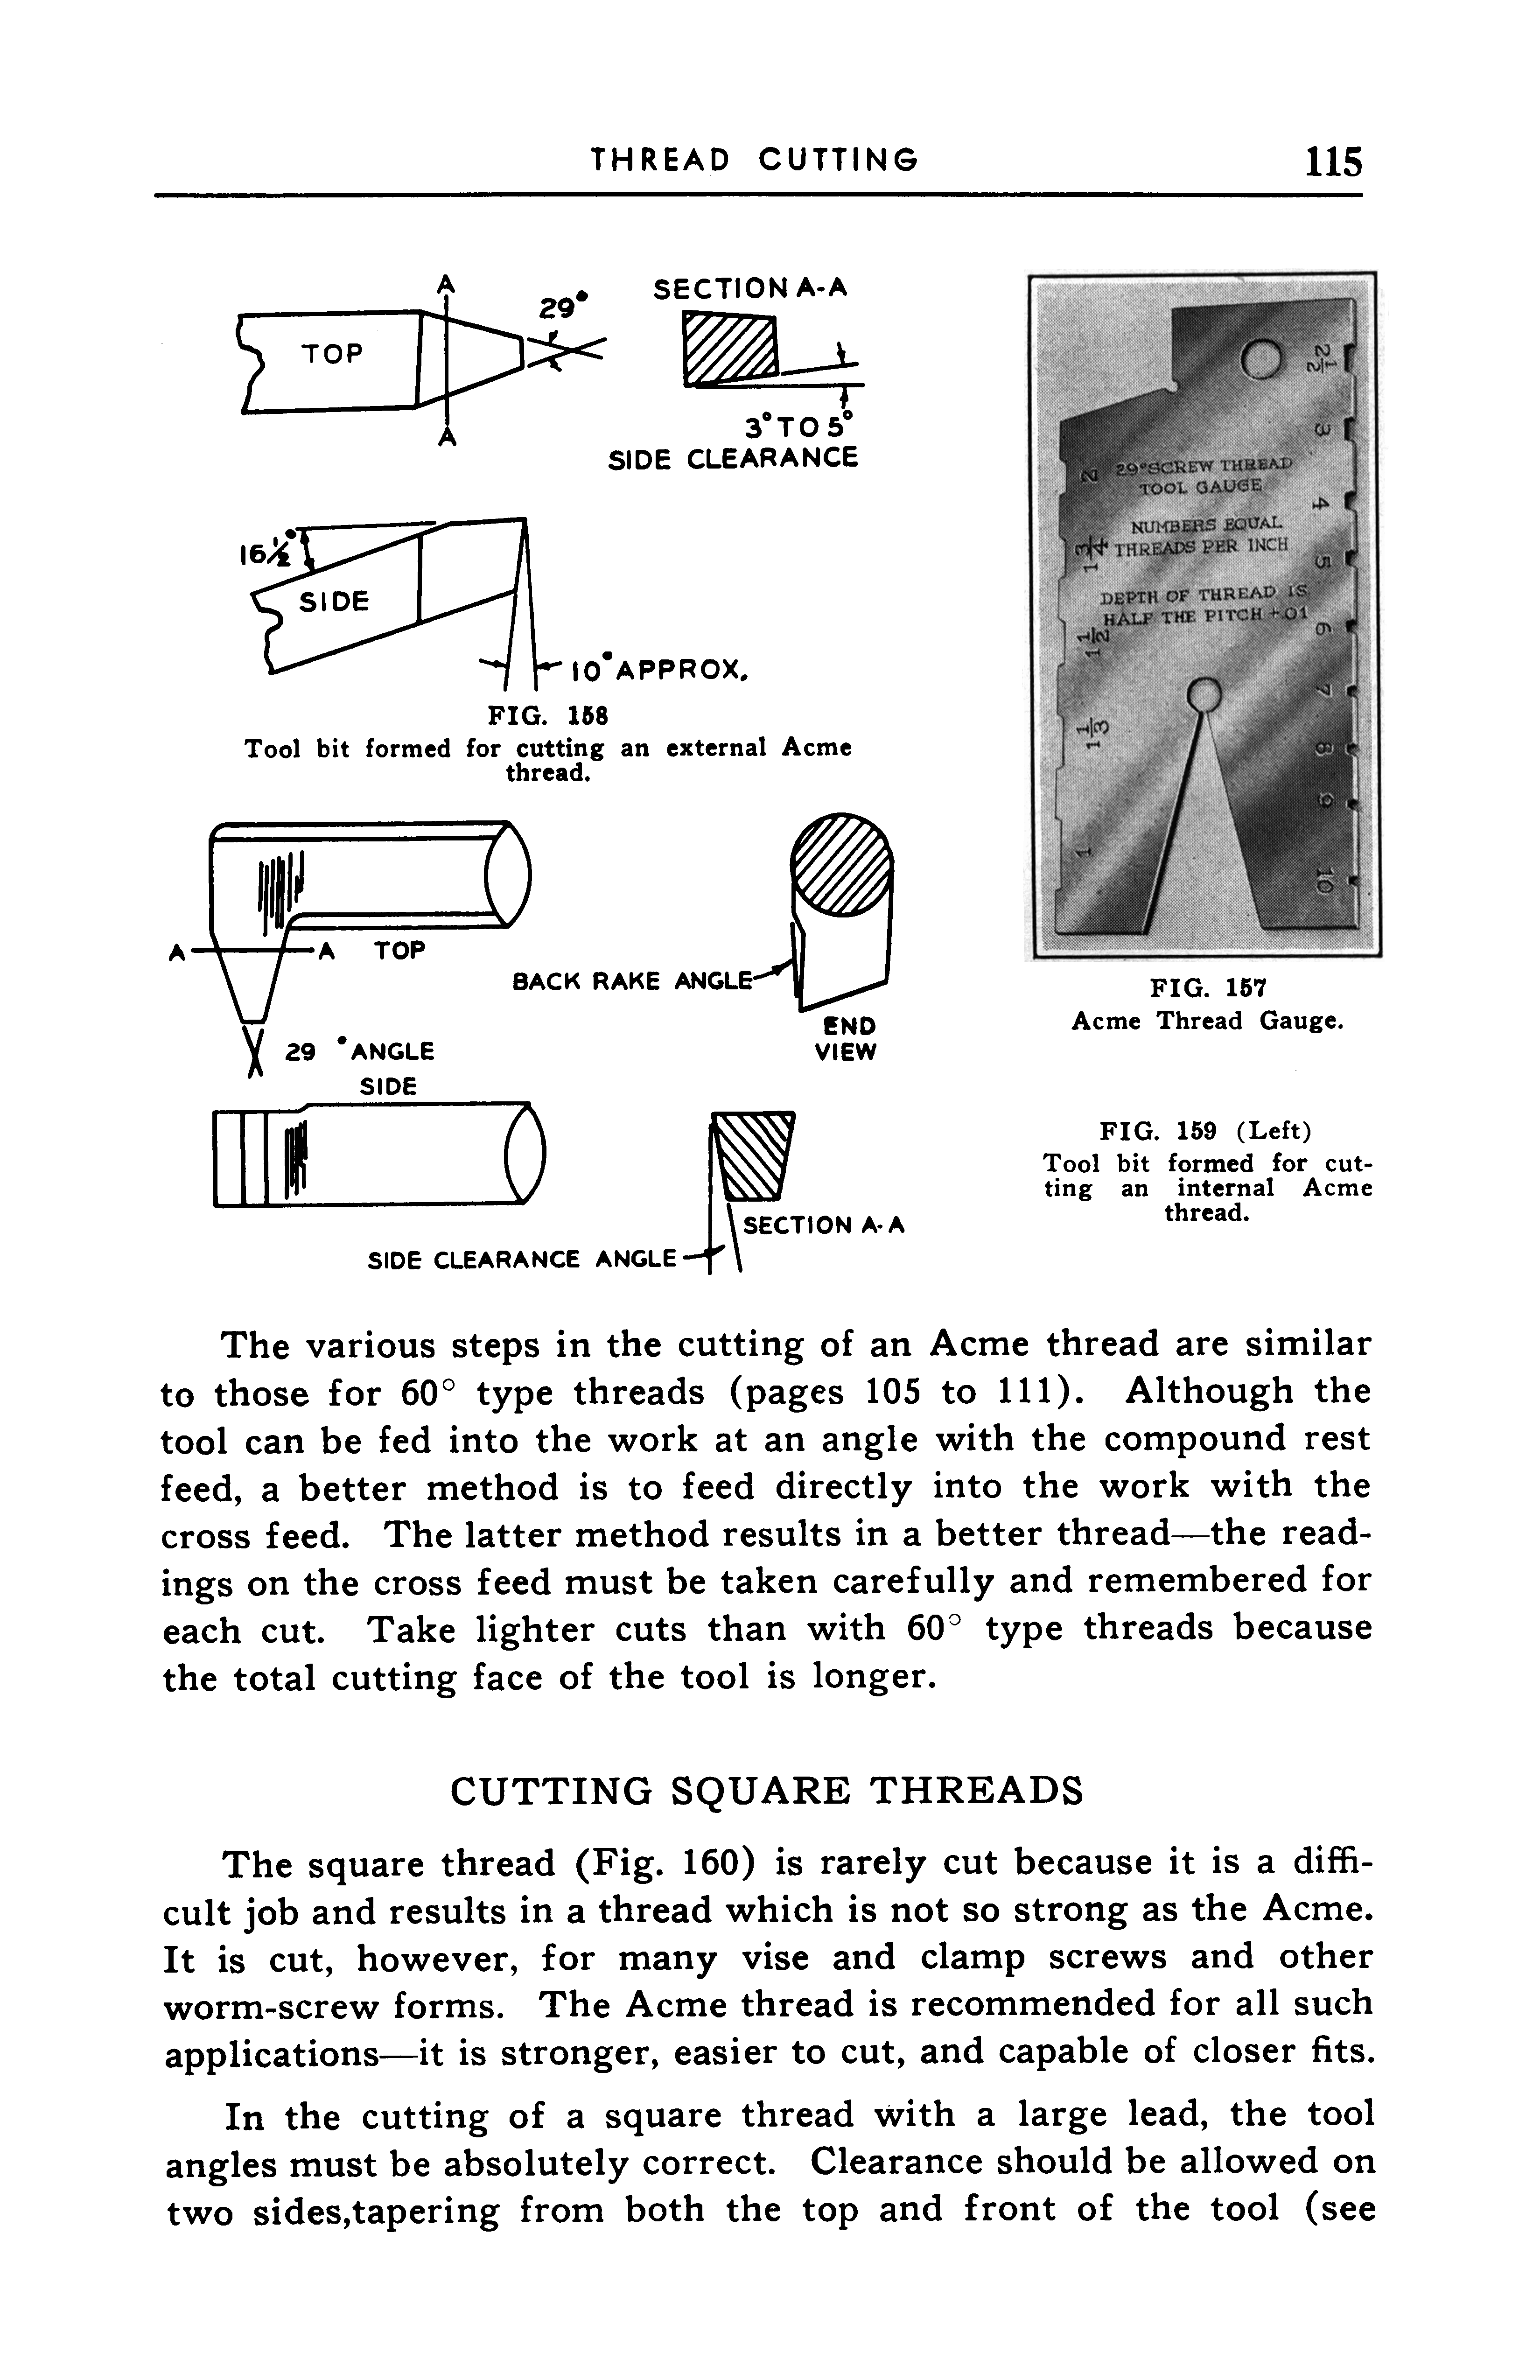 THREAD CUTTING 115
A
29°
TOP
A
SECTION A-A
3° TO 5°
SIDE CLEARANCE
16½°
SIDE
10° APPROX.
FIG. 158
Tool bit formed for cutting an external Acme
thread.
A A TOP
BACK RAKE ANGLE
END
VIEW
29 ° ANGLE
SIDE
SECTION A-A
SIDE CLEARANCE ANGLE
2½
3
4
5
6
7
8
9
10
2
1¾
1½
1⅓
1
29° SCREW THREAD
TOOL GAUGE
NUMBERS EQUAL
THREADS PER INCH
DEPTH OF THREAD IS
HALF THE PITCH + .01
FIG. 157
Acme Thread Gauge.
FIG. 159 (Left)
Tool bit formed for cut-
ting an internal Acme
thread.
The various steps in the cutting of an Acme thread are similar
to those for 60° type threads (pages 105 to 111). Although the
tool can be fed into the work at an angle with the compound rest
feed, a better method is to feed directly into the work with the
cross feed. The latter method results in a better thread—the read-
ings on the cross feed must be taken carefully and remembered for
each cut. Take lighter cuts than with 60° type threads because
the total cutting face of the tool is longer.
CUTTING SQUARE THREADS
The square thread (Fig. 160) is rarely cut because it is a diffi-
cult job and results in a thread which is not so strong as the Acme.
It is cut, however, for many vise and clamp screws and other
worm-screw forms. The Acme thread is recommended for all such
applications—it is stronger, easier to cut, and capable of closer fits.
In the cutting of a square thread with a large lead, the tool
angles must be absolutely correct. Clearance should be allowed on
two sides,tapering from both the top and front of the tool (see